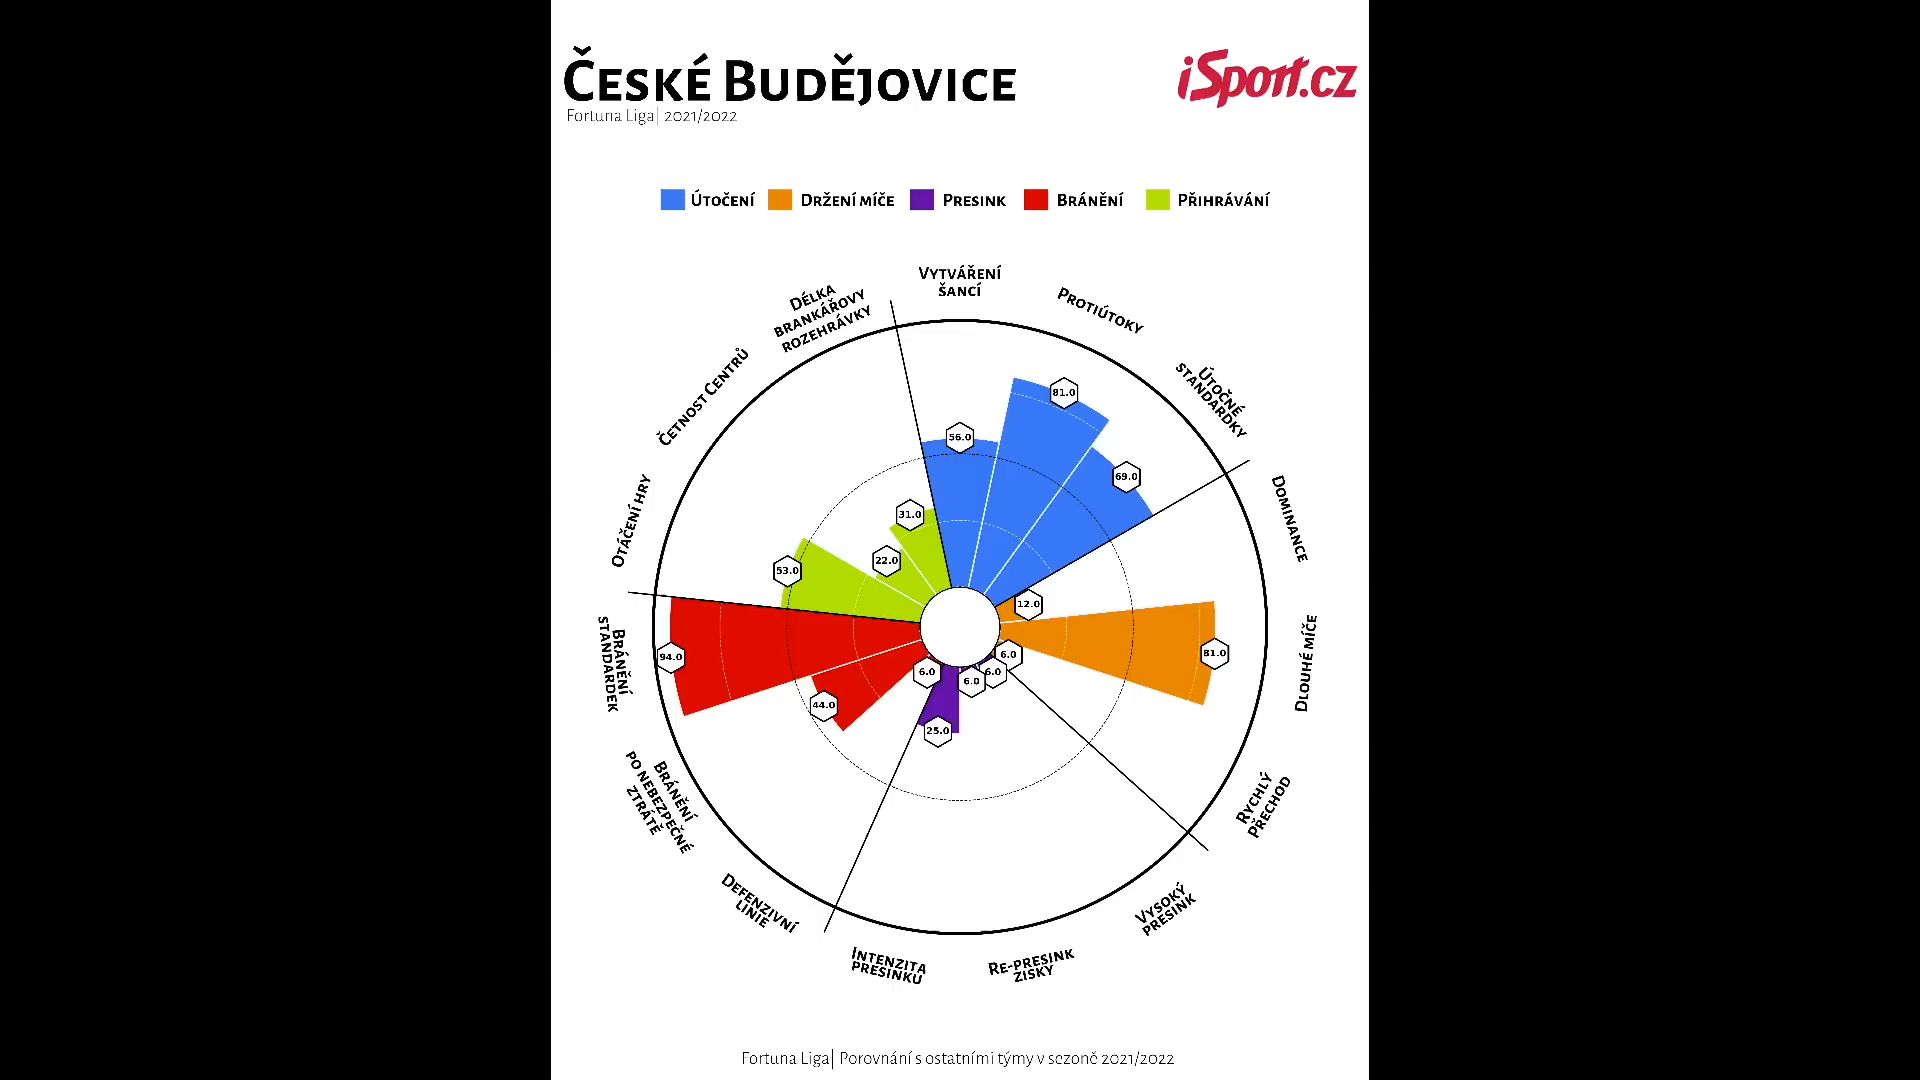 České Budějovice
iSport.cz
Fortuna Liga| 2021/2022
Útočení
Držení míče
Presink
Bránění
Přihrávání
Vytváření
šancí
Protiútoky
Útočné
standardky
Dominance
Dlouhé míče
Rychlý
přechod
Vysoký
presink
Re-presink
zisky
Intenzita
presinku
Defenzivní
linie
Bránění
po nebezpečné
ztrátě
Bránění
standardek
Otáčení hry
Četnost Centrů
Délka
brankářovy
rozehrávky
56.0
81.0
69.0
12.0
81.0
6.0
6.0
6.0
25.0
6.0
44.0
94.0
53.0
22.0
31.0
Fortuna Liga| Porovnání s ostatními týmy v sezoně 2021/2022